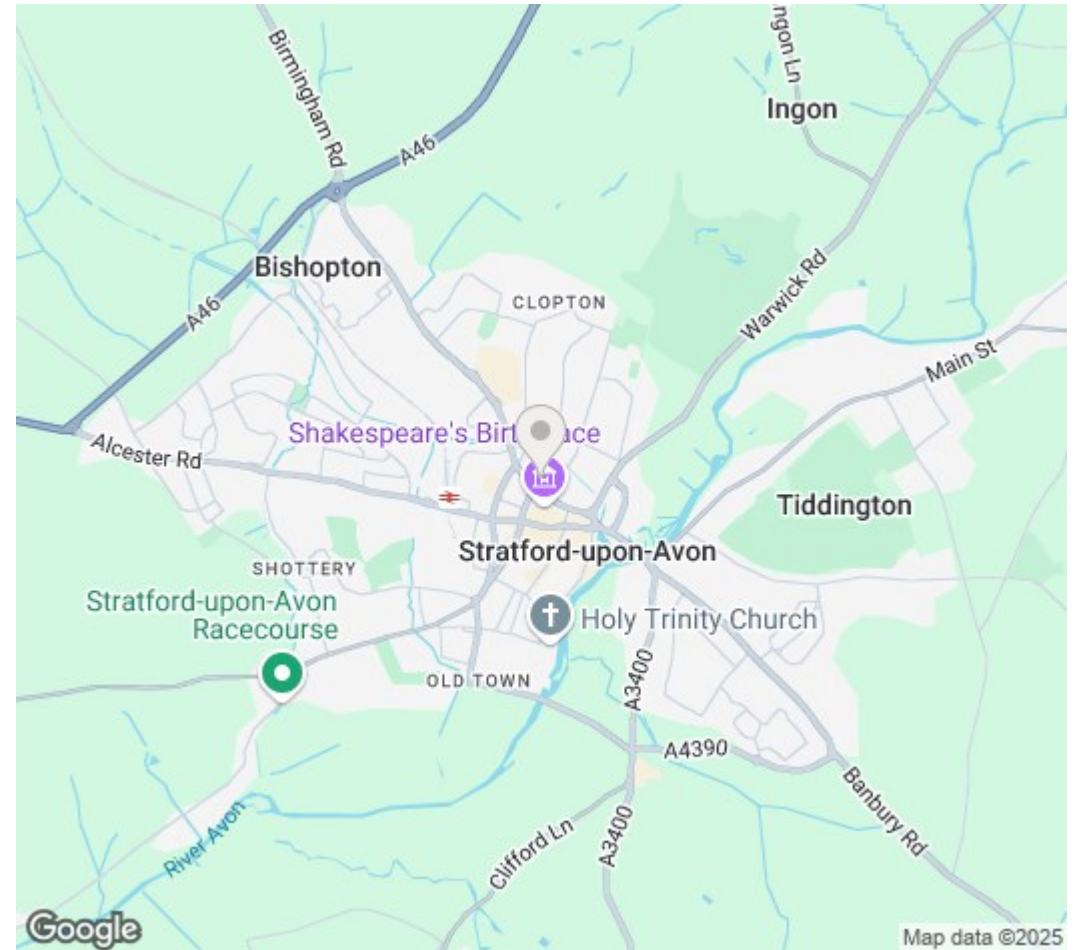 ngon Ln
Ingon
Birmingham Rd
A46
Bishopton
CLOPTON
Warwick Rd
A46
Main St
Shakespeare's Birt ace
Alcester Rd
Tiddington
Stratford-upon-Avon
SHOTTERY
Stratford-upon-Avon
Racecourse
Holy Trinity Church
OLD TOWN
A3400
A4390
Banbury Rd
River Avon
Clifford Ln
A3400
Google
Map data ©2025